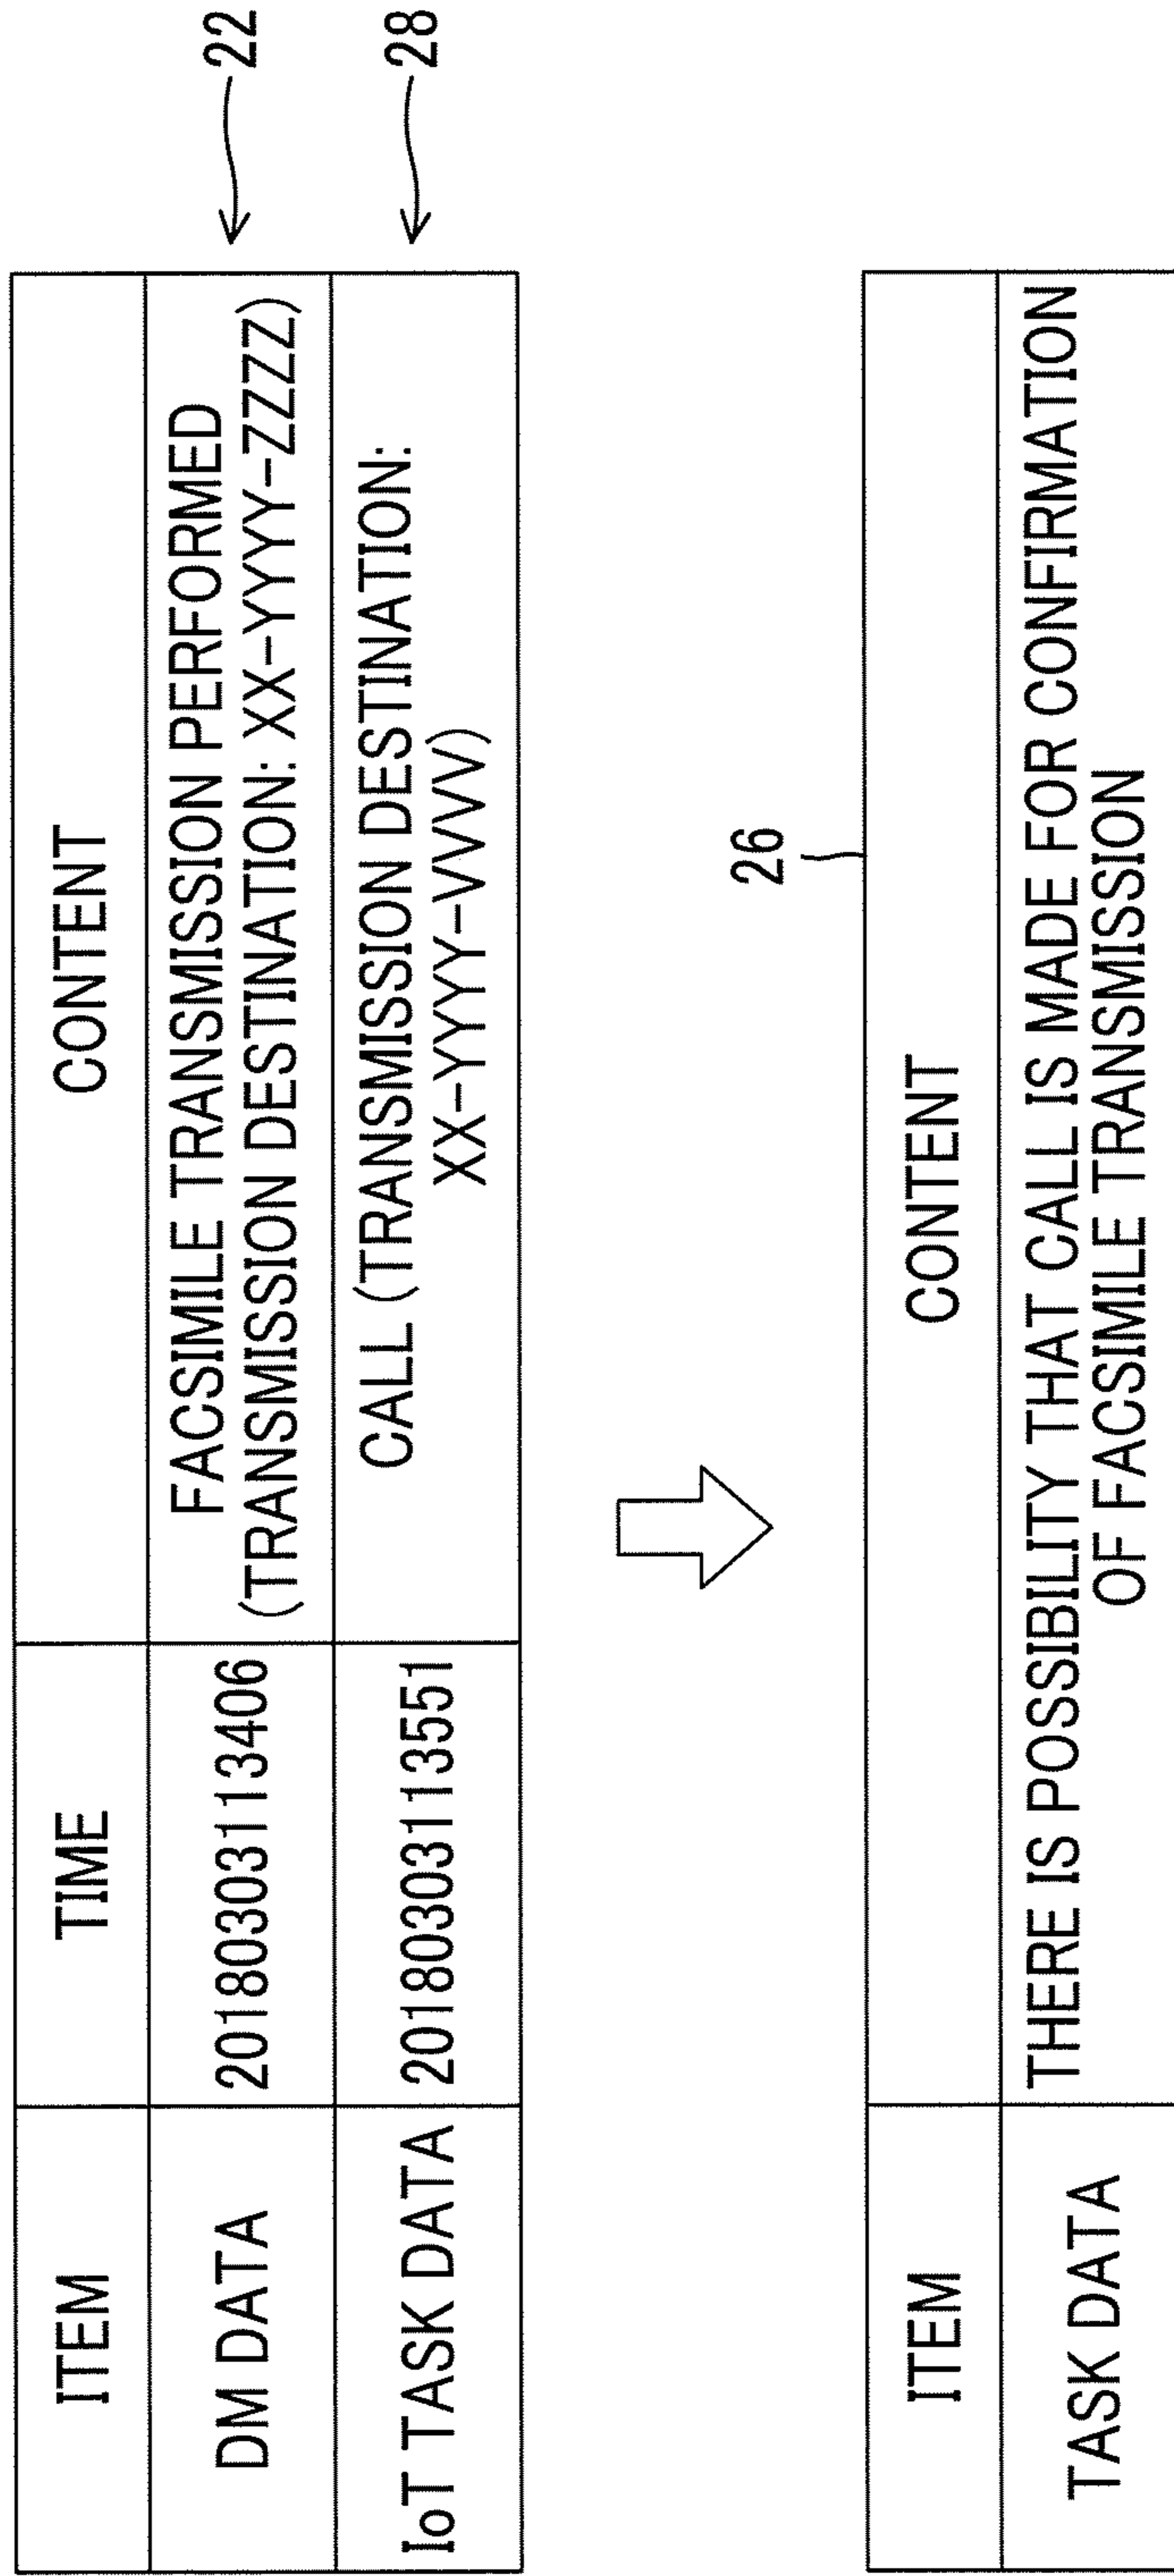 ITEM
TIME
CONTENT
DM DATA
20180303113406
FACSIMILE TRANSMISSION PERFORMED
(TRANSMISSION DESTINATION: XX-YYYY-ZZZZ)
22
IoT TASK DATA
20180303113551
CALL (TRANSMISSION DESTINATION:
XX-YYYY-VVVV)
28
26
ITEM
CONTENT
TASK DATA
THERE IS POSSIBILITY THAT CALL IS MADE FOR CONFIRMATION
OF FACSIMILE TRANSMISSION